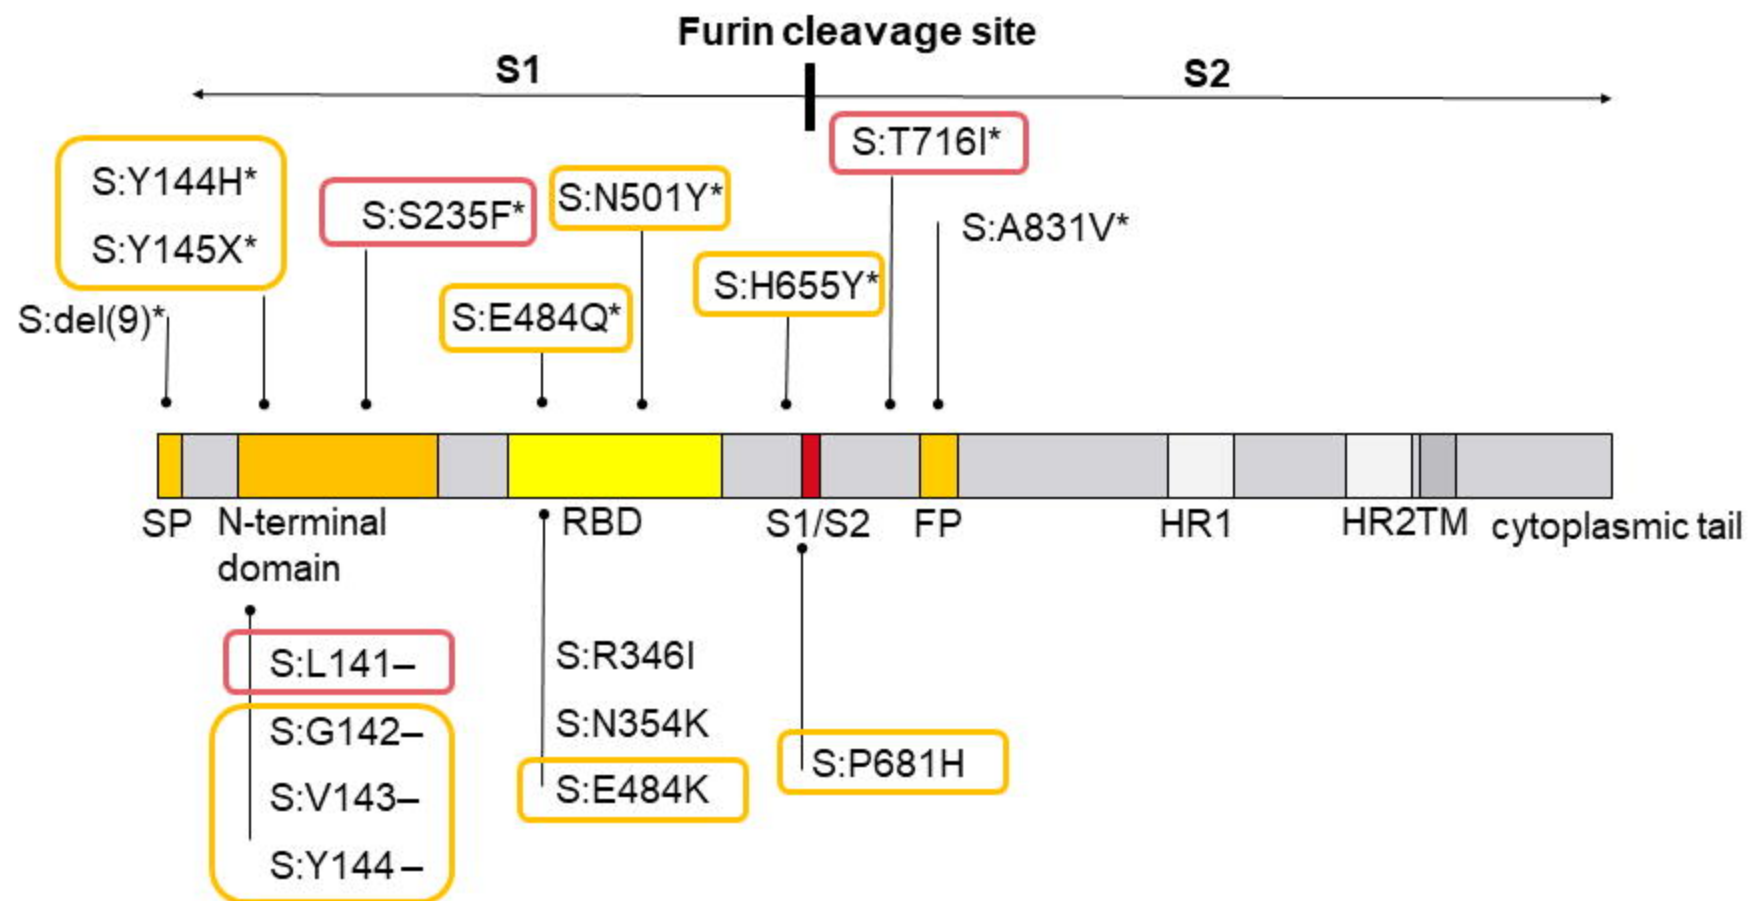 Furin cleavage site
S1
S2
S:T716I*
S:Y144H*
S:S235F*
S:N501Y*
S:Y145X*
S:A831V*
S:H655Y*
S:del(9)*
S:E484Q*
SP
N-terminal
domain
RBD
S1/S2
FP
HR1
HR2TM
cytoplasmic tail
S:L141–
S:G142–
S:V143–
S:Y144 –
S:R346I
S:N354K
S:E484K
S:P681H